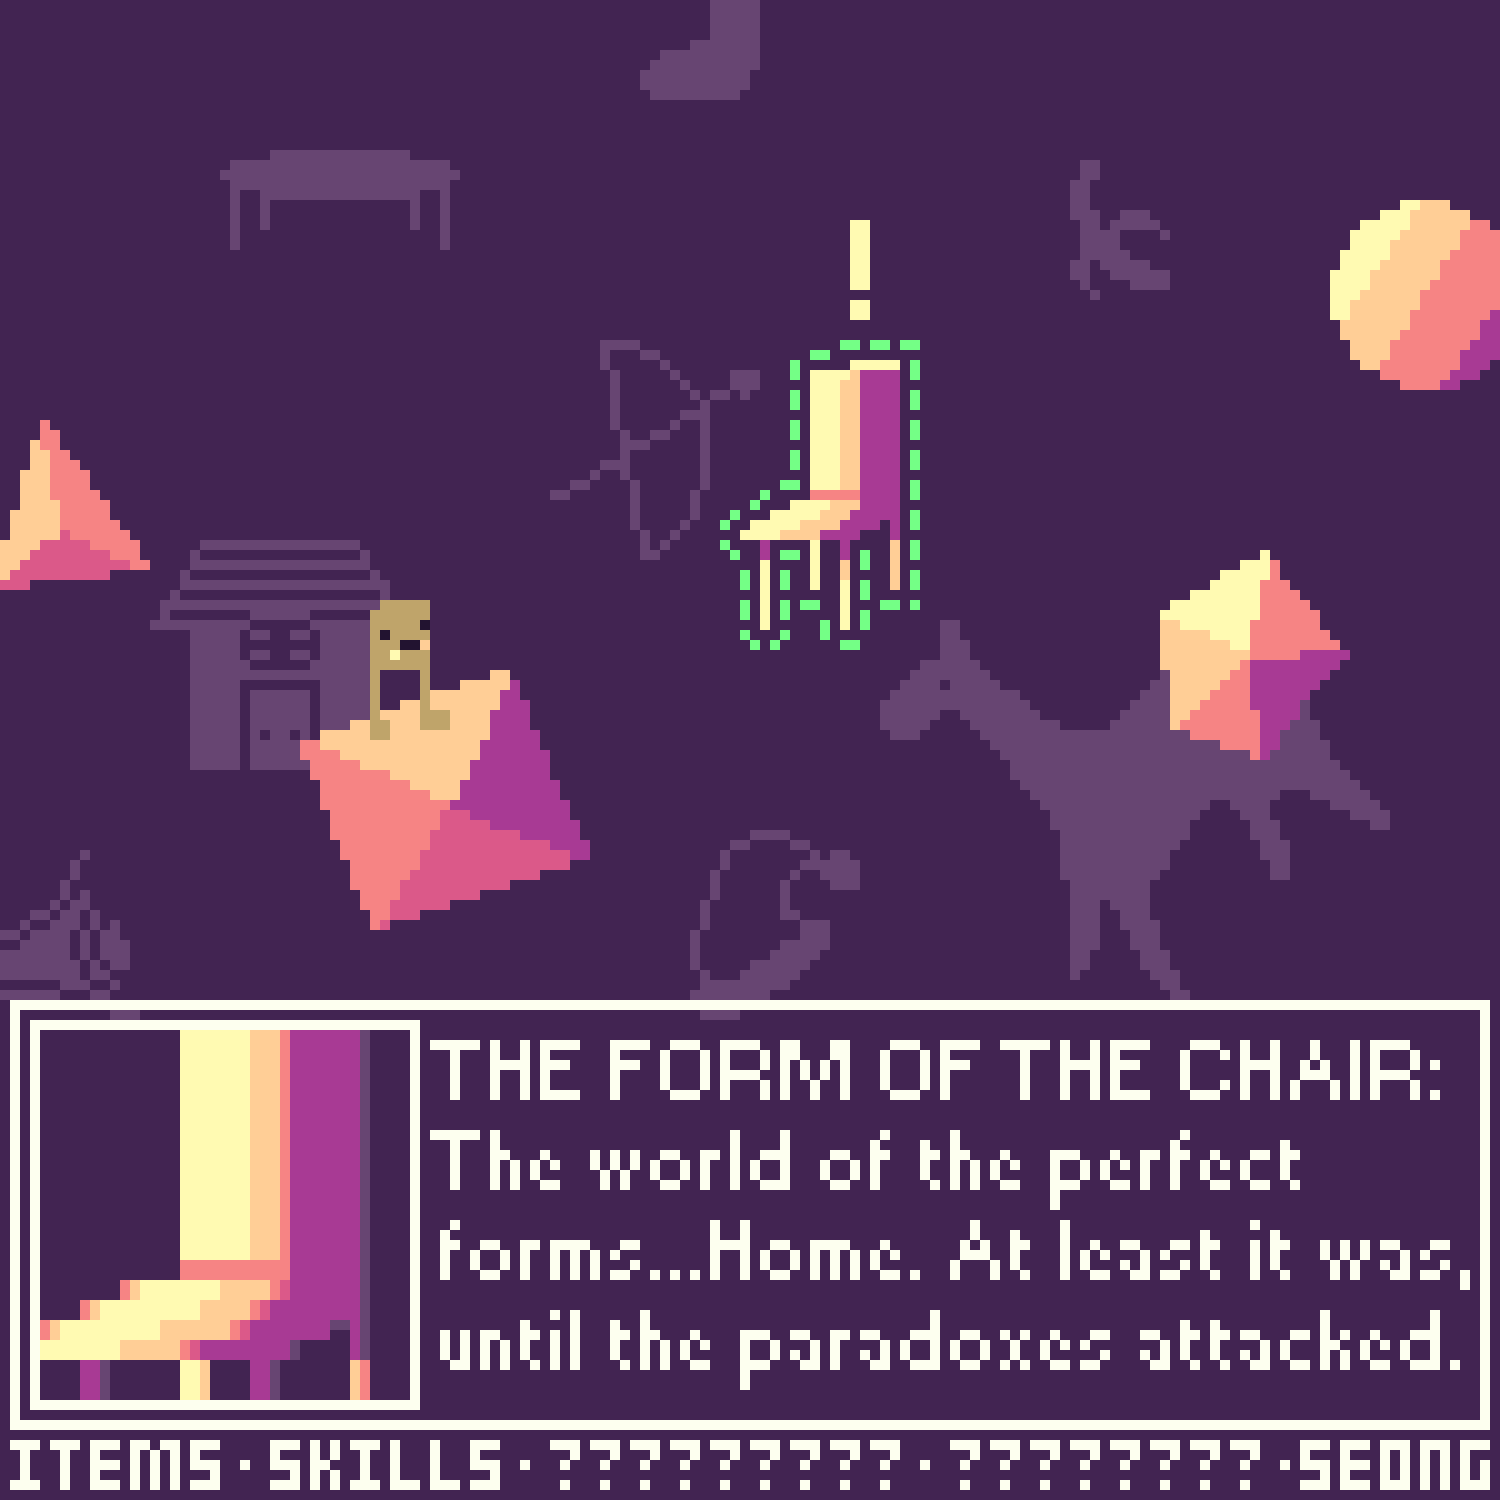 !
THE FORM OF THE CHAIR:
The world of the perfect
forms...Home. At least it was,
until the paradoxes attacked.
ITEMS·SKILLS·?????????·????????·SEONG